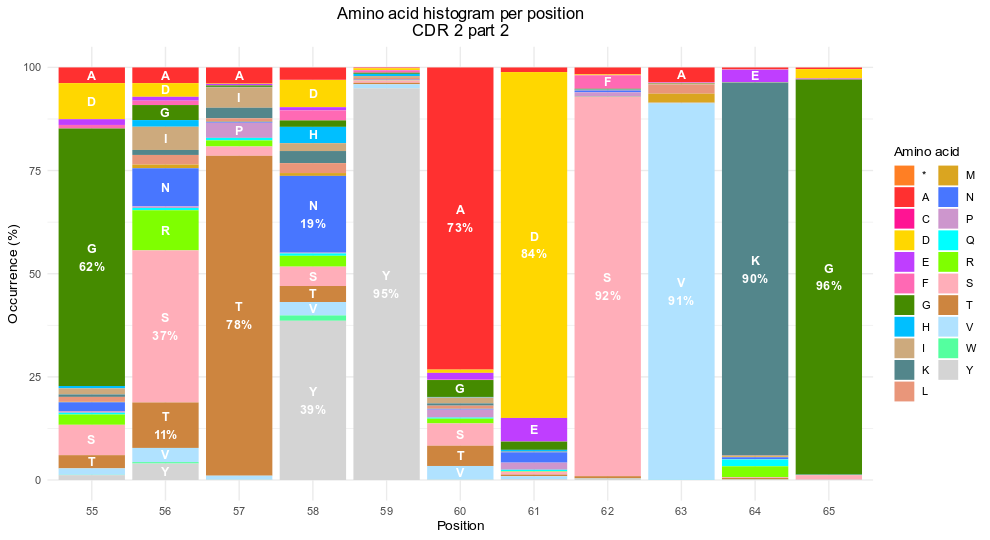 Amino acid histogram per position
CDR 2 part 2
Occurrence (%)
100
75
50
25
0
A
D
G
62%
S
T
A
D
G
I
N
R
S
37%
T
11%
V
Y
A
I
P
T
78%
D
H
N
19%
S
T
V
Y
39%
Y
95%
A
73%
G
S
T
V
D
84%
E
F
S
92%
A
V
91%
E
K
90%
G
96%
55 56 57 58 59 60 61 62 63 64 65
Position
Amino acid
* M
A N
C P
D Q
E R
F S
G T
H V
I W
K Y
L